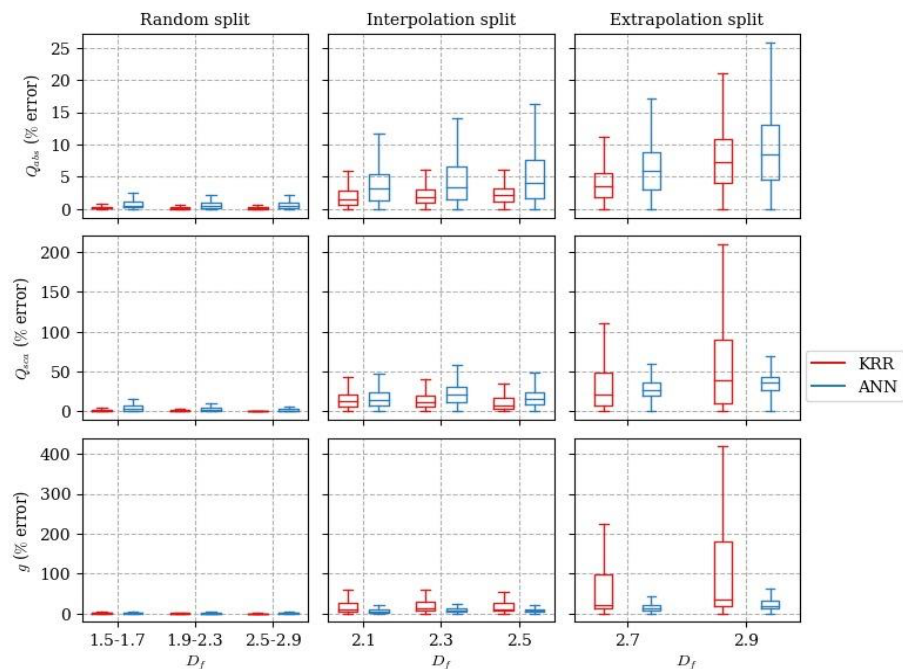 Random split
Interpolation split
Extrapolation split
25
20
15
10
5
0
Q_abs (% error)
200
150
100
50
0
Q_sca (% error)
KRR
ANN
400
300
200
100
0
g (% error)
1.5-1.7 1.9-2.3 2.5-2.9
2.1 2.3 2.5
2.7 2.9
D_f
D_f
D_f